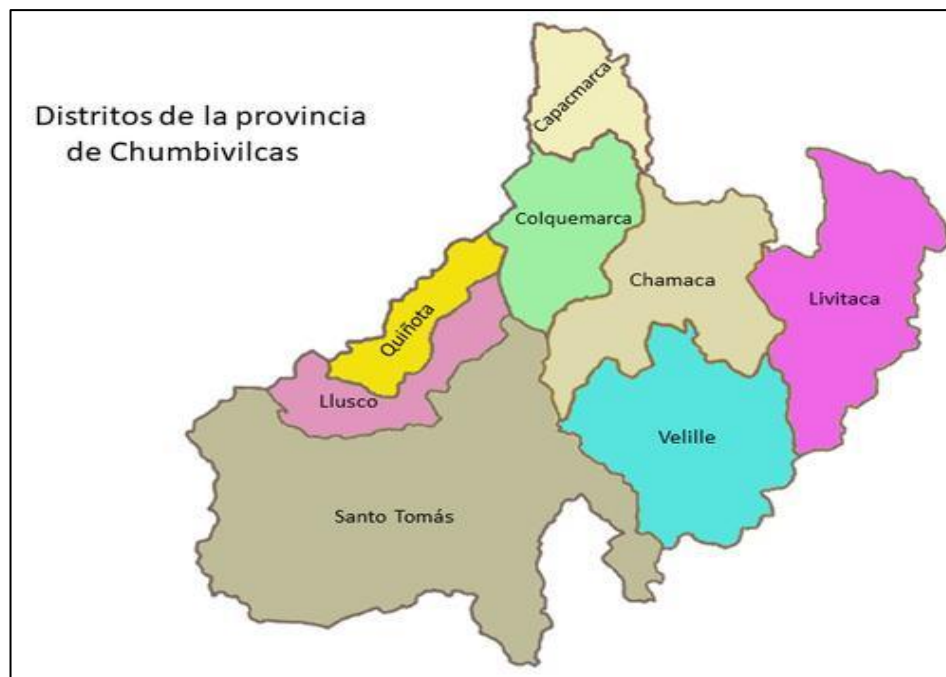 Distritos de la provincia
de Chumbivilcas
Capacmarca
Colquemarca
Chamaca
Livitaca
Quiñota
Llusco
Velille
Santo Tomás